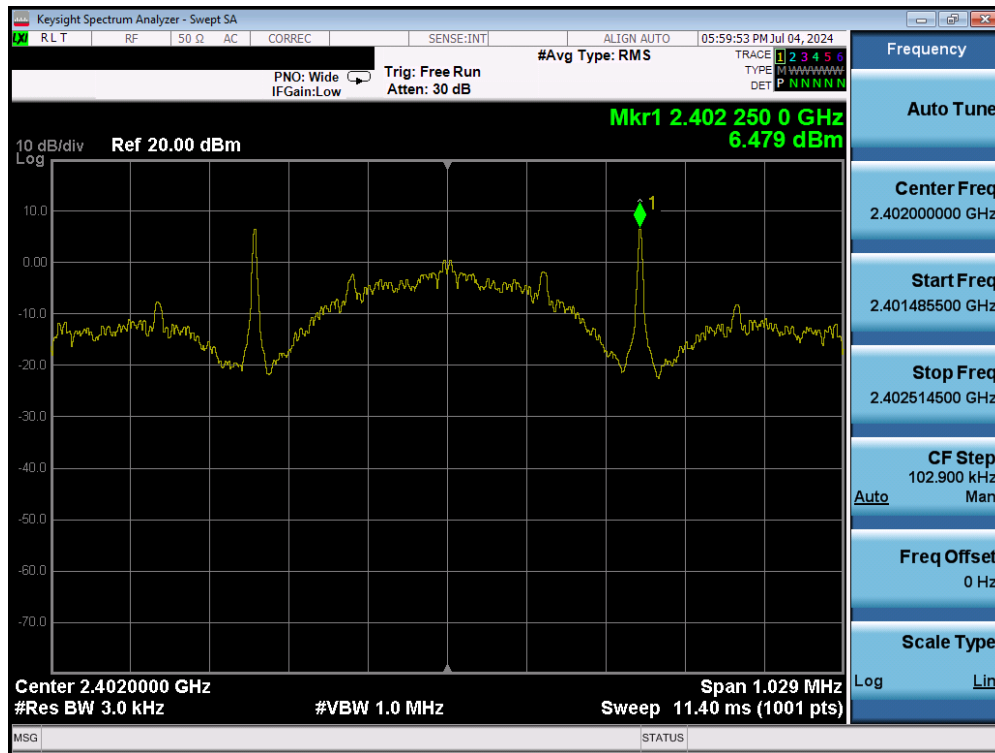 Keysight Spectrum Analyzer - Swept SA
LXI RLT RF 50 Ω AC CORREC SENSE:INT ALIGN AUTO 05:59:53 PM Jul 04, 2024
#Avg Type: RMS
TRACE 1 2 3 4 5 6
TYPE M W W W W W
DET P N N N N N
PNO: Wide
IFGain:Low
Trig: Free Run
Atten: 30 dB
Mkr1 2.402 250 0 GHz
6.479 dBm
10 dB/div Ref 20.00 dBm
Log
1
10.0
0.00
-10.0
-20.0
-30.0
-40.0
-50.0
-60.0
-70.0
Center 2.4020000 GHz Span 1.029 MHz
#Res BW 3.0 kHz #VBW 1.0 MHz Sweep 11.40 ms (1001 pts)
MSG STATUS
Frequency
Auto Tune
Center Freq
2.402000000 GHz
Start Freq
2.401485500 GHz
Stop Freq
2.402514500 GHz
CF Step
102.900 kHz
Auto Man
Freq Offset
0 Hz
Scale Type
Log Lin